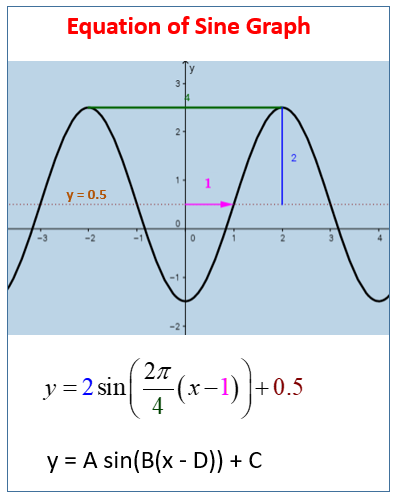 Equation of Sine Graph
y
3
4
2
2
1
1
y = 0.5
0
-3 -2 -1 0 1 2 3 4
-1
-2
y = 2 sin(2π/4 (x−1)) + 0.5
y = A sin(B(x - D)) + C